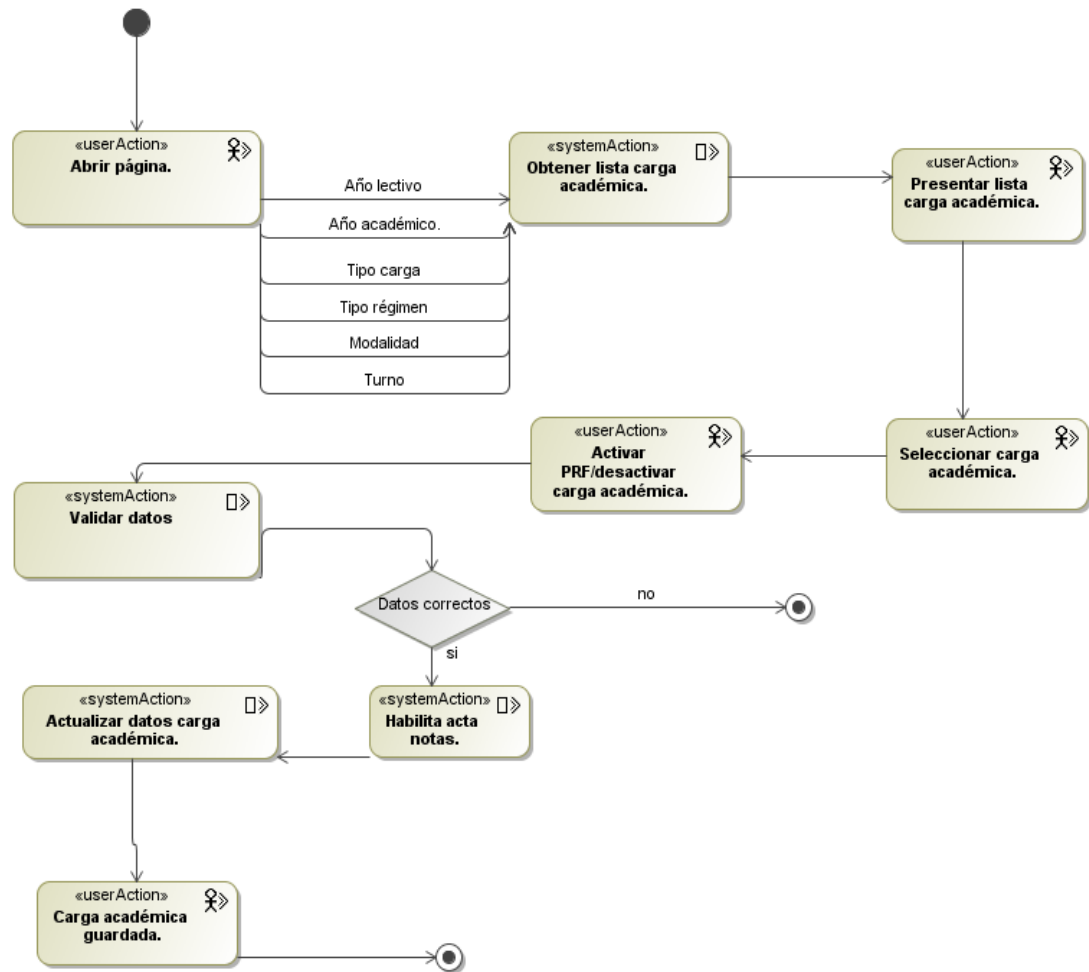 «userAction»
Abrir página.
«systemAction»
Obtener lista carga
académica.
«userAction»
Presentar lista
carga académica.
Año lectivo
Año académico.
Tipo carga
Tipo régimen
Modalidad
Turno
«userAction»
Seleccionar carga
académica.
«userAction»
Activar
PRF/desactivar
carga académica.
«systemAction»
Validar datos
Datos correctos
no
si
«systemAction»
Habilita acta
notas.
«systemAction»
Actualizar datos carga
académica.
«userAction»
Carga académica
guardada.